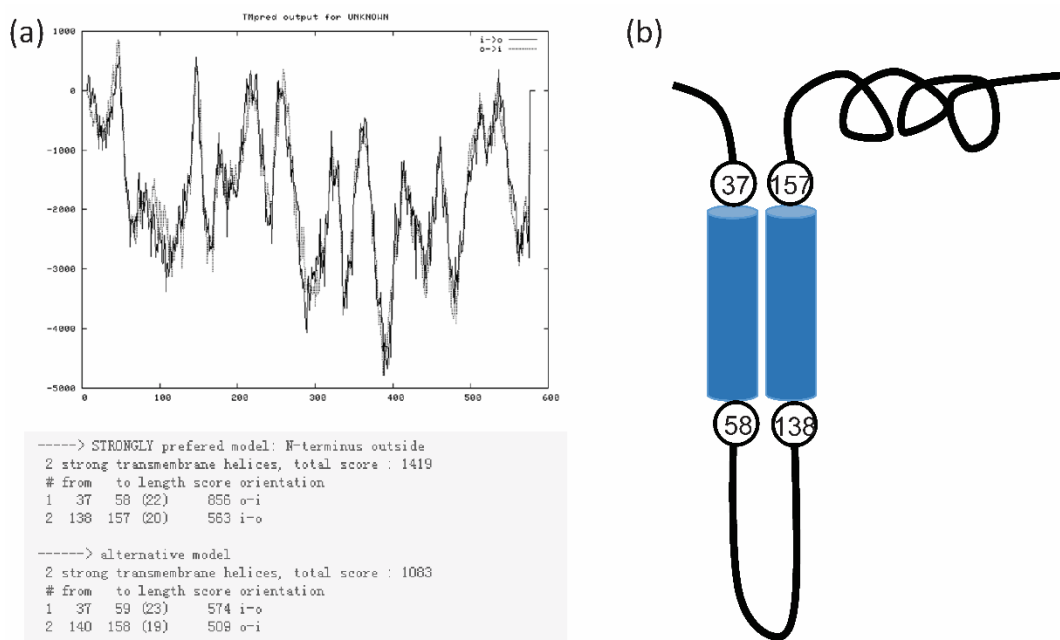 (a)
TMpred output for UNKNOWN
i->o
o->i
1000
0
-1000
-2000
-3000
-4000
-5000
0 100 200 300 400 500 600
-----> STRONGLY prefered model: N-terminus outside
2 strong transmembrane helices, total score : 1419
# from to length score orientation
1 37 58 (22) 856 o-i
2 138 157 (20) 563 i-o
------> alternative model
2 strong transmembrane helices, total score : 1083
# from to length score orientation
1 37 59 (23) 574 i-o
2 140 158 (19) 509 o-i
(b)
37 157
58 138